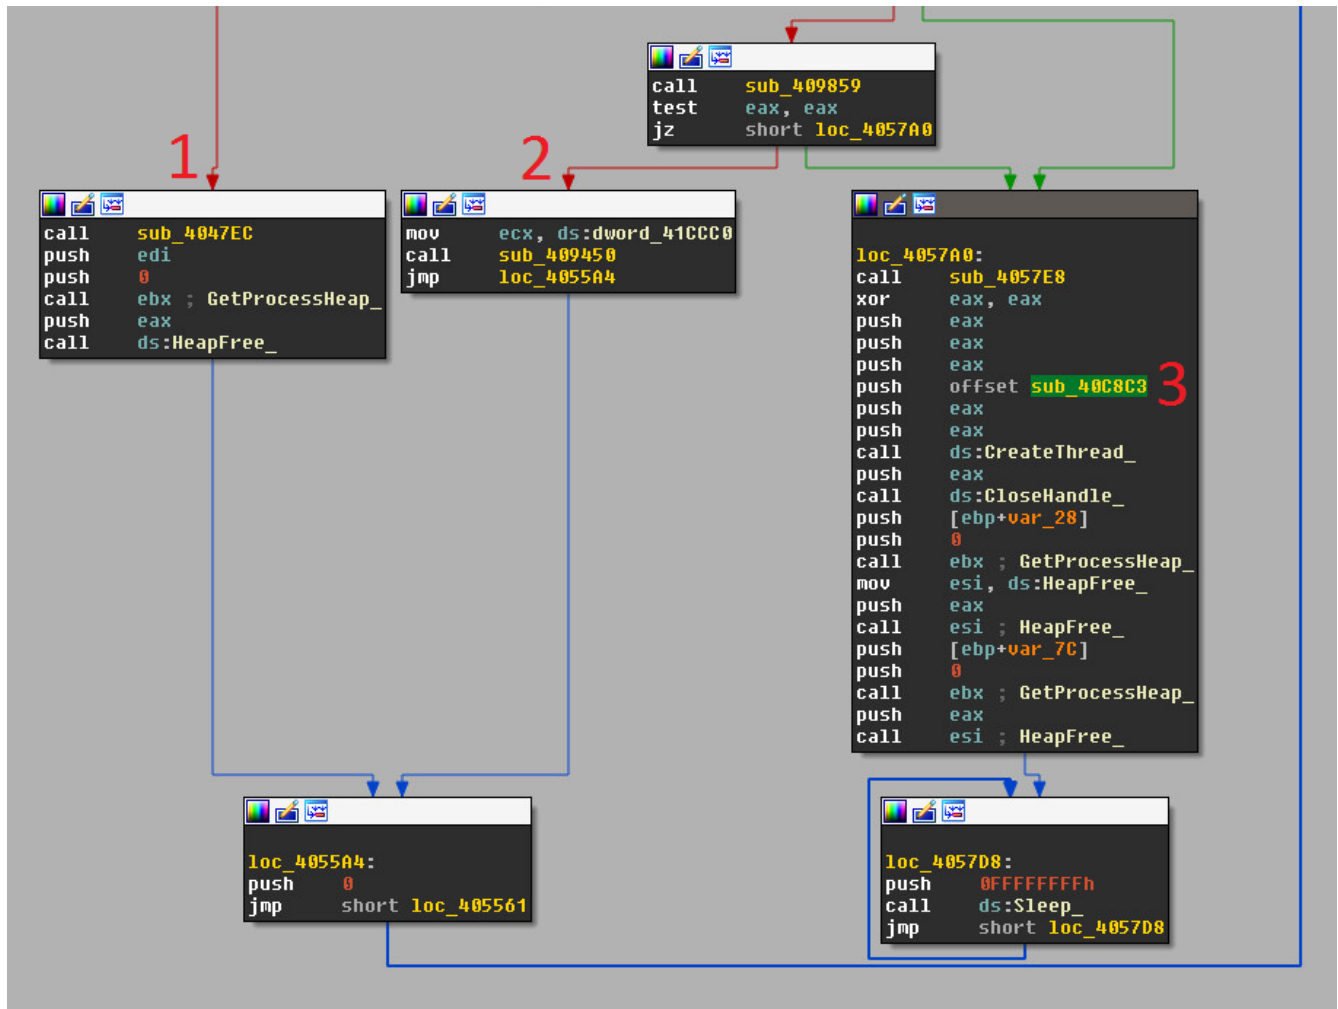 call sub_409859
test eax, eax
jz short loc_4057A0
1
call sub_4047EC
push edi
push 0
call ebx ; GetProcessHeap_
push eax
call ds:HeapFree_
2
mov ecx, ds:dword_41CCC0
call sub_409450
jmp loc_4055A4
loc_4057A0:
call sub_4057E8
xor eax, eax
push eax
push eax
push eax
push offset sub_40C8C3 3
push eax
push eax
call ds:CreateThread_
push eax
call ds:CloseHandle_
push [ebp+var_28]
push 0
call ebx ; GetProcessHeap_
mov esi, ds:HeapFree_
push eax
call esi ; HeapFree_
push [ebp+var_7C]
push 0
call ebx ; GetProcessHeap_
push eax
call esi ; HeapFree_
loc_4055A4:
push 0
jmp short loc_405561
loc_4057D8:
push 0FFFFFFFFh
call ds:Sleep_
jmp short loc_4057D8